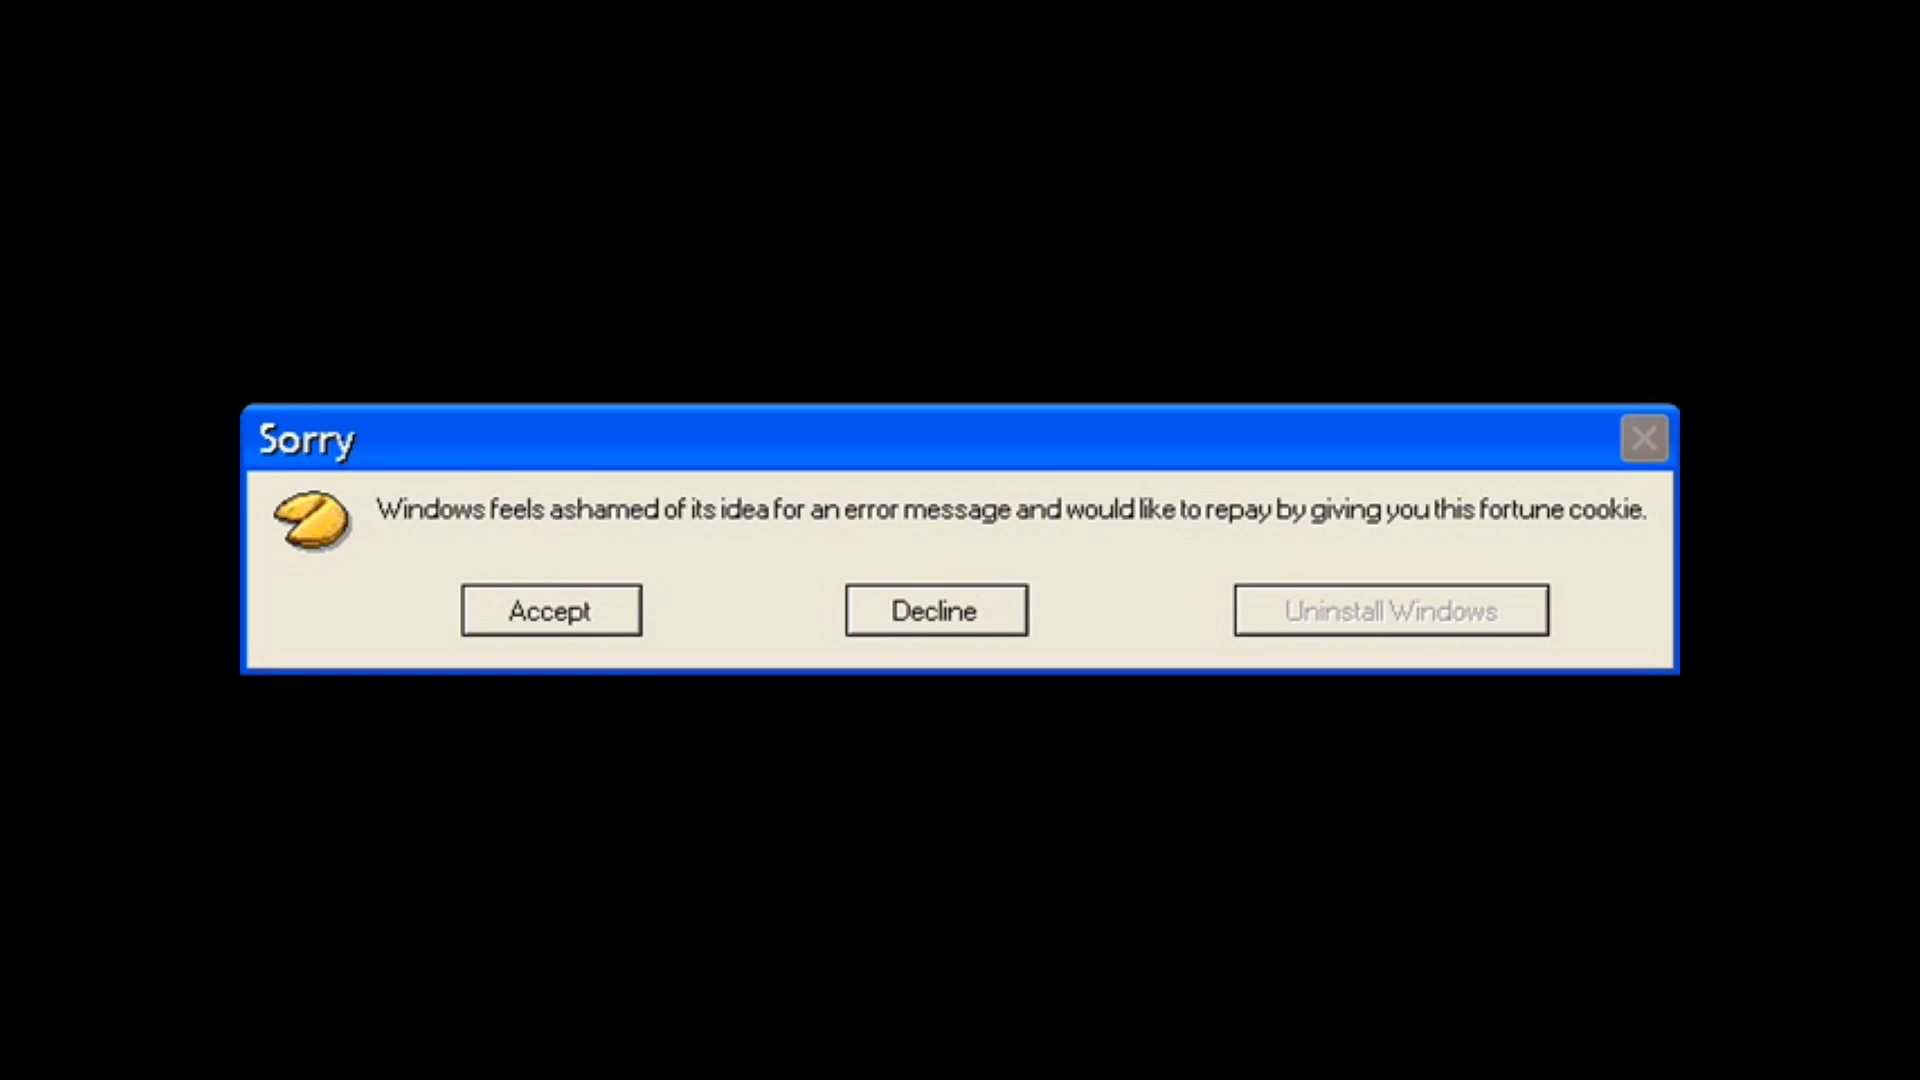 Sorry
Windows feels ashamed of its idea for an error message and would like to repay by giving you this fortune cookie.
Accept Decline Uninstall Windows